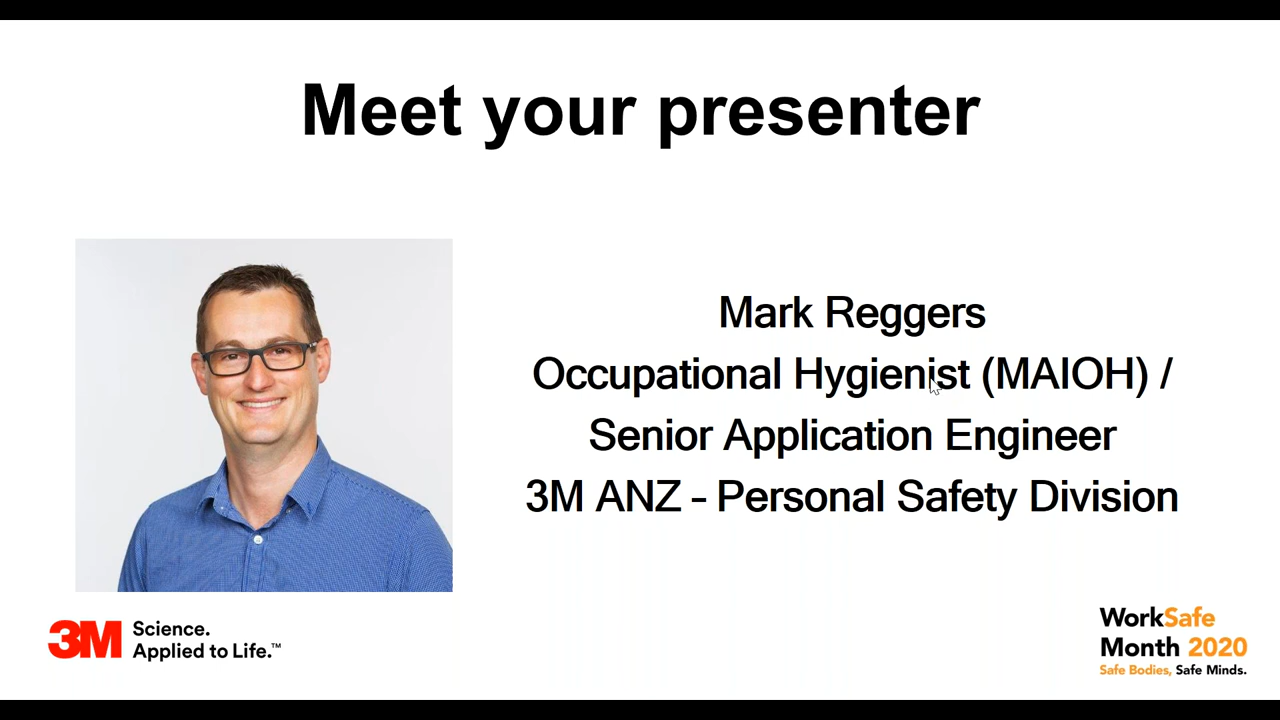 Meet your presenter
Mark Reggers
Occupational Hygienist (MAIOH) /
Senior Application Engineer
3M ANZ – Personal Safety Division
3M Science.
Applied to Life.™
WorkSafe
Month 2020
Safe Bodies, Safe Minds.